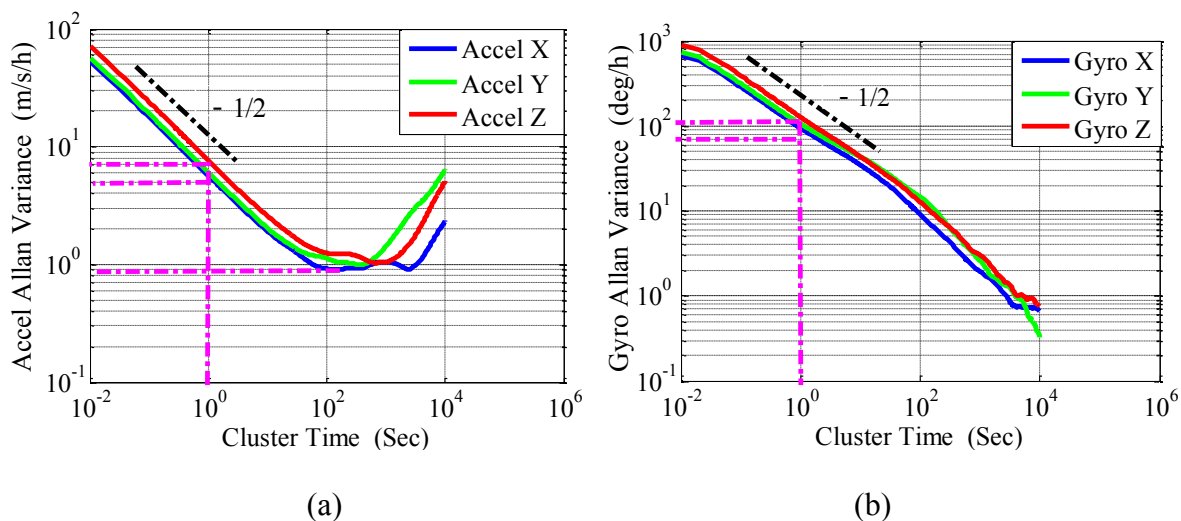 Accel Allan Variance (m/s/h)
10^2
10^1
10^0
10^-1
Accel X
Accel Y
Accel Z
- 1/2
10^-2
10^0
10^2
10^4
10^6
Cluster Time (Sec)
(a)
Gyro Allan Variance (deg/h)
10^3
10^2
10^1
10^0
10^-1
Gyro X
Gyro Y
Gyro Z
- 1/2
10^-2
10^0
10^2
10^4
10^6
Cluster Time (Sec)
(b)